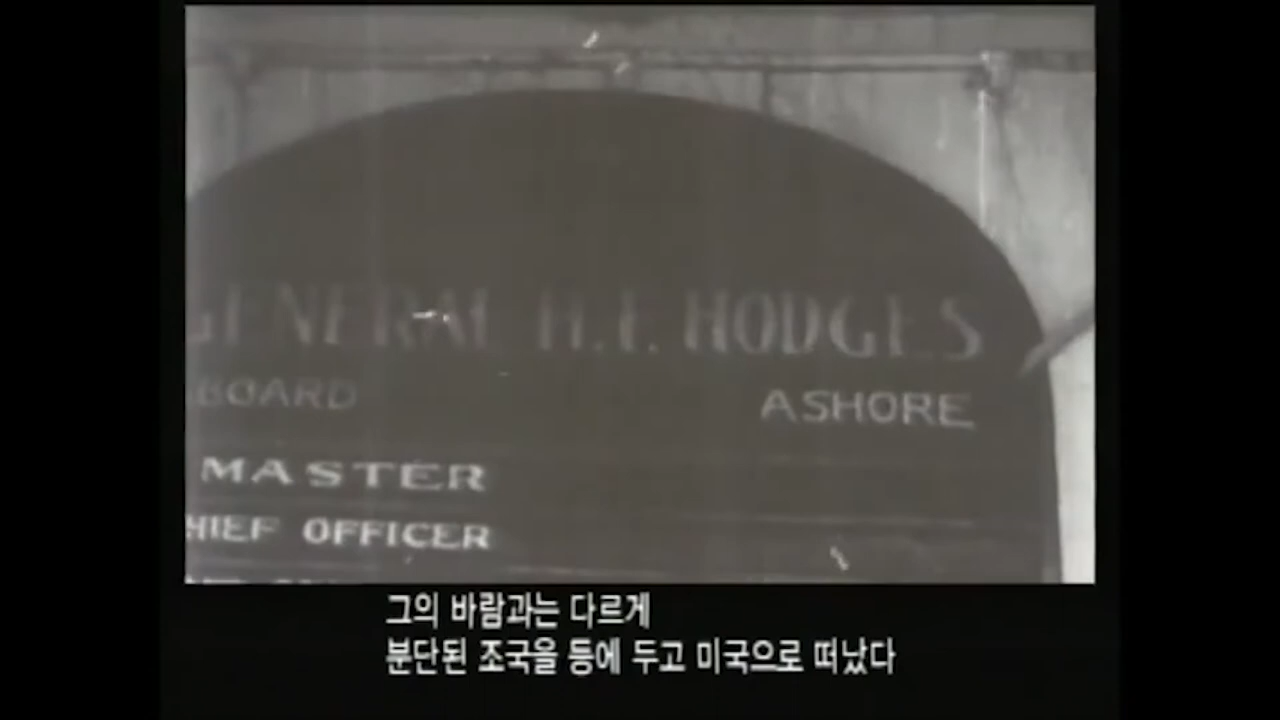 GENERAL H.F. HODGES
BOARD
ASHORE
MASTER
HIEF OFFICER
그의 바람과는 다르게
분단된 조국을 등에 두고 미국으로 떠났다